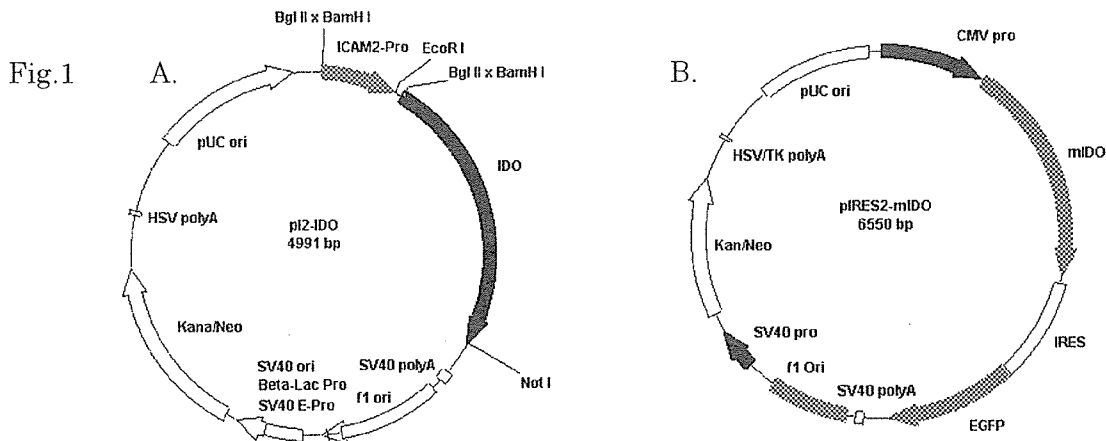 Fig.1
A.
Bgl II x BamH I
ICAM2-Pro
EcoR I
Bgl II x BamH I
pUC ori
IDO
HSV polyA
pI2-IDO
4991 bp
Kana/Neo
SV40 polyA
SV40 ori
Beta-Lac Pro
SV40 E-Pro
f1 ori
Not I
B.
CMV pro
pUC ori
HSV/TK polyA
mIDO
pIRES2-mIDO
6550 bp
Kan/Neo
SV40 pro
IRES
f1 Ori
SV40 polyA
EGFP